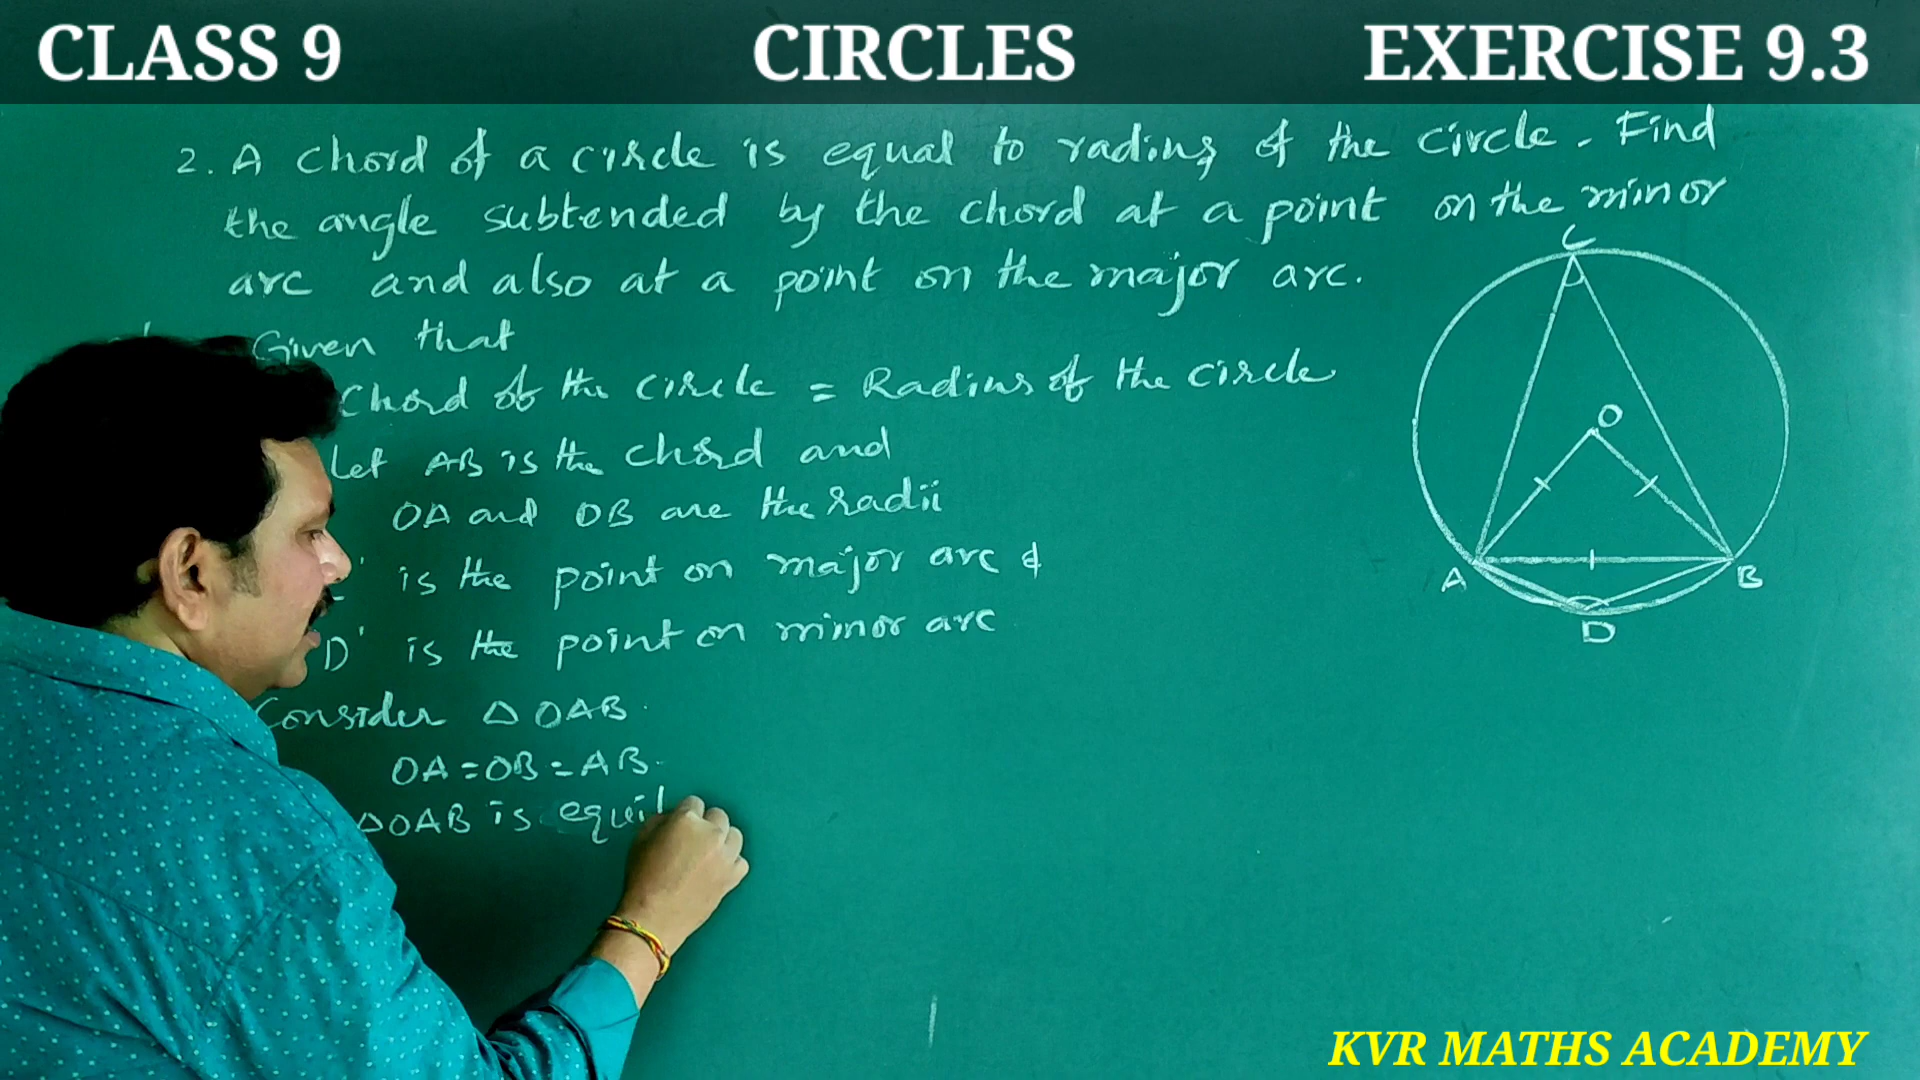 CLASS 9 CIRCLES EXERCISE 9.3
2. A chord of a circle is equal to radius of the circle. Find
the angle subtended by the chord at a point on the minor
arc and also at a point on the major arc.
Given that
Chord of the circle = Radius of the circle
Let AB is the chord and
OA and OB are the radii
is the point on major arc &
D' is the point on minor arc
Consider △ OAB.
OA = OB = AB.
△OAB is equil
C
O
A
B
D
KVR MATHS ACADEMY